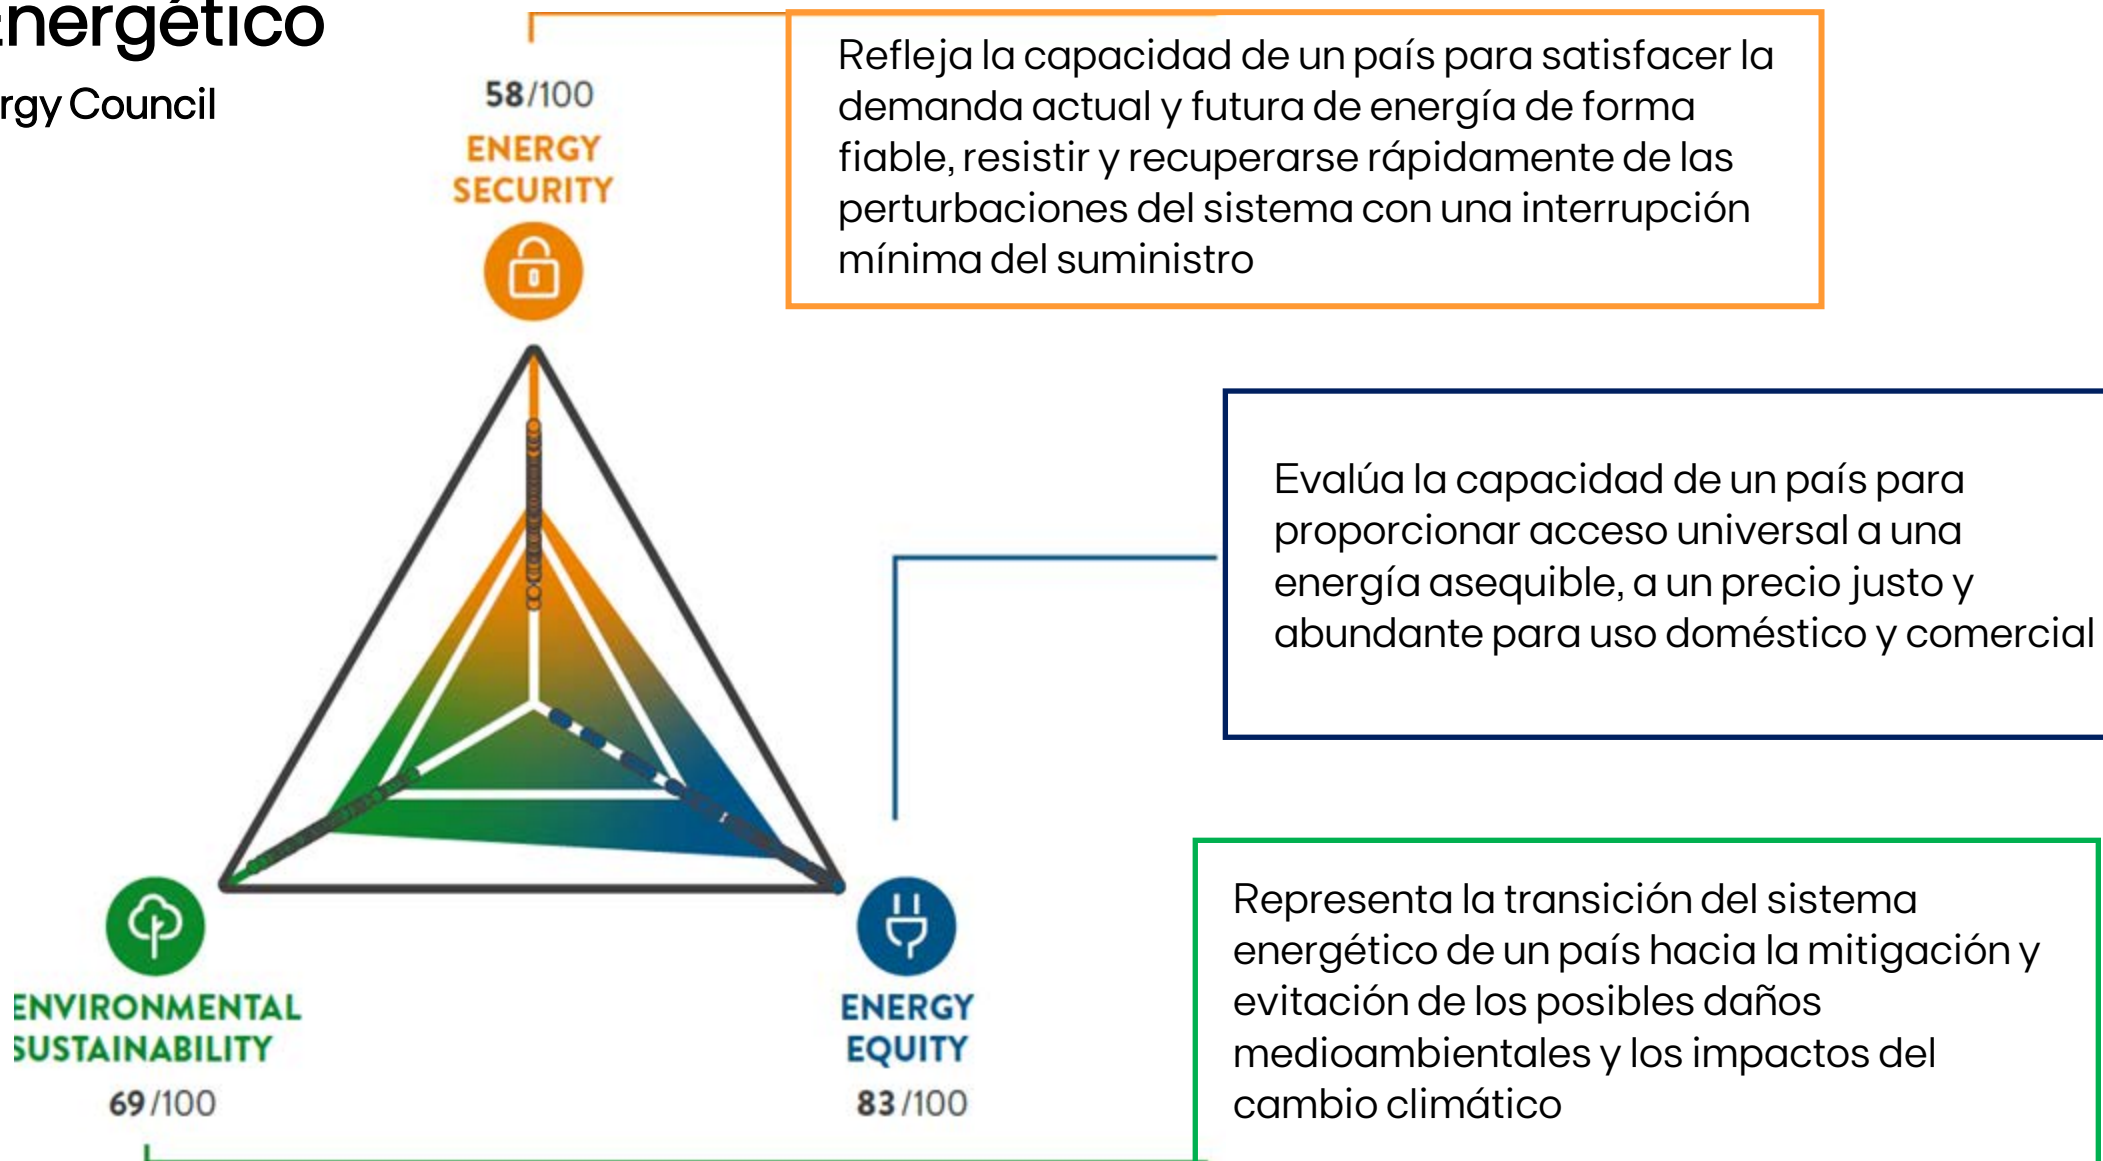 Energético
rgy Council
58/100
ENERGY
SECURITY
Refleja la capacidad de un país para satisfacer la
demanda actual y futura de energía de forma
fiable, resistir y recuperarse rápidamente de las
perturbaciones del sistema con una interrupción
mínima del suministro
Evalúa la capacidad de un país para
proporcionar acceso universal a una
energía asequible, a un precio justo y
abundante para uso doméstico y comercial
ENVIRONMENTAL
SUSTAINABILITY
69/100
ENERGY
EQUITY
83/100
Representa la transición del sistema
energético de un país hacia la mitigación y
evitación de los posibles daños
medioambientales y los impactos del
cambio climático